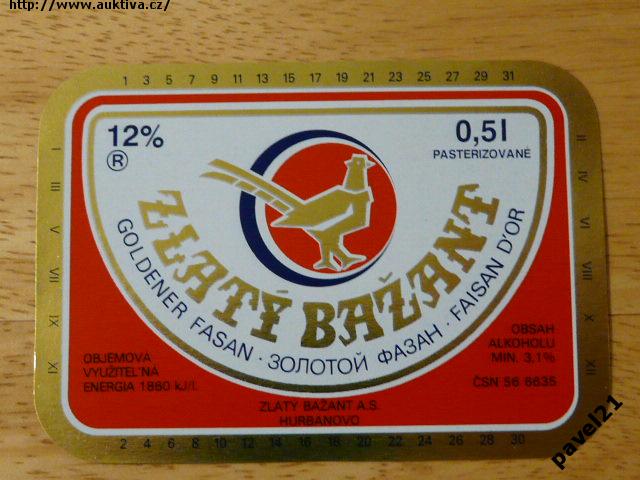 http://www.auktiva.cz/
1 3 5 7 9 11 13 15 17 19 21 23 25 27 29 31
12%
®
0,5l
PASTERIZOVANÉ
I III V VII IX XI
II IV VI VIII X XII
ZLATÝ BAŽANT
GOLDENER FASAN · ЗОЛОТОЙ ФАЗАН · FAISAN D'OR
OBJEMOVÁ
VYUŽITEĽNÁ
ENERGIA 1860 kJ/l.
OBSAH
ALKOHOLU
MIN. 3,1%
ČSN 56 6635
ZLATÝ BAŽANT A.S.
HURBANOVO
2 4 6 8 10 12 14 16 18 20 22 24 26 28 30
pavel21